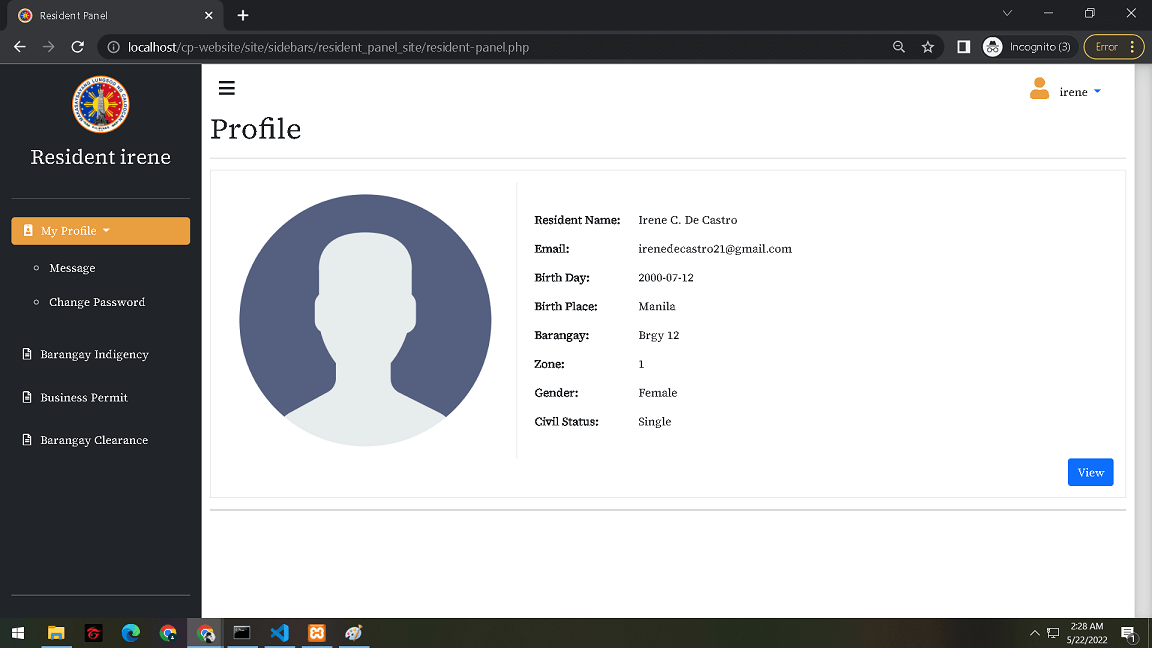 Resident Panel
localhost/cp-website/site/sidebars/resident_panel_site/resident-panel.php
Incognito (3)
Error
Resident irene
My Profile
Message
Change Password
Barangay Indigency
Business Permit
Barangay Clearance
irene
Profile
Resident Name: Irene C. De Castro
Email: irenedecastro21@gmail.com
Birth Day: 2000-07-12
Birth Place: Manila
Barangay: Brgy 12
Zone: 1
Gender: Female
Civil Status: Single
View
2:28 AM
5/22/2022
1